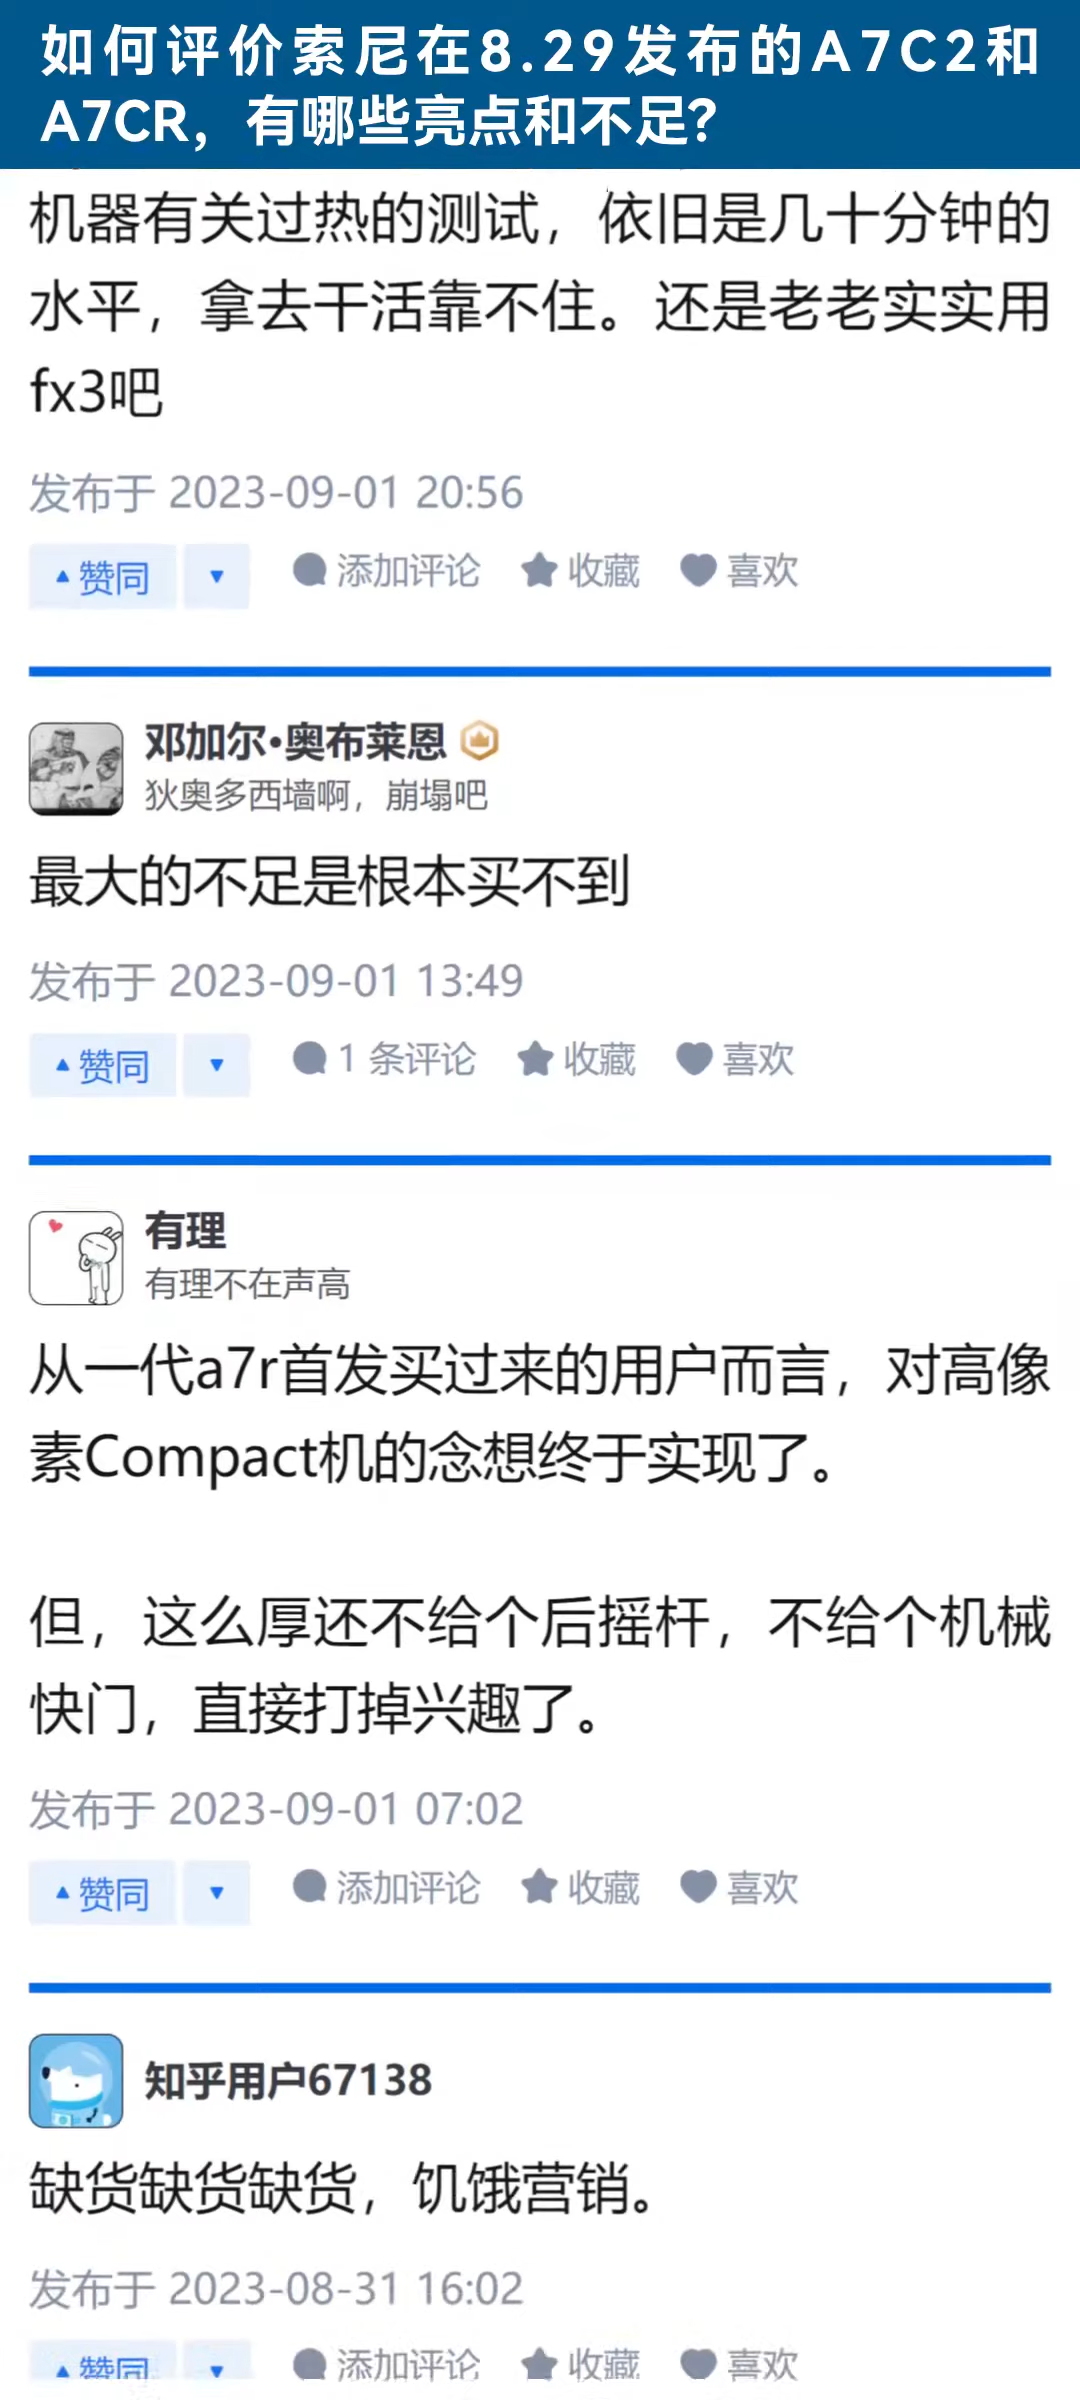 如何评价索尼在8.29发布的A7C2和
A7CR，有哪些亮点和不足？
机器有关过热的测试，依旧是几十分钟的
水平，拿去干活靠不住。还是老老实实用
fx3吧
发布于 2023-09-01 20:56
赞同 添加评论 收藏 喜欢
邓加尔·奥布莱恩
狄奥多西墙啊，崩塌吧
最大的不足是根本买不到
发布于 2023-09-01 13:49
赞同 1 条评论 收藏 喜欢
有理
有理不在声高
从一代a7r首发买过来的用户而言，对高像
素Compact机的念想终于实现了。
但，这么厚还不给个后摇杆，不给个机械
快门，直接打掉兴趣了。
发布于 2023-09-01 07:02
赞同 添加评论 收藏 喜欢
知乎用户67138
缺货缺货缺货，饥饿营销。
发布于 2023-08-31 16:02
赞同 添加评论 收藏 喜欢